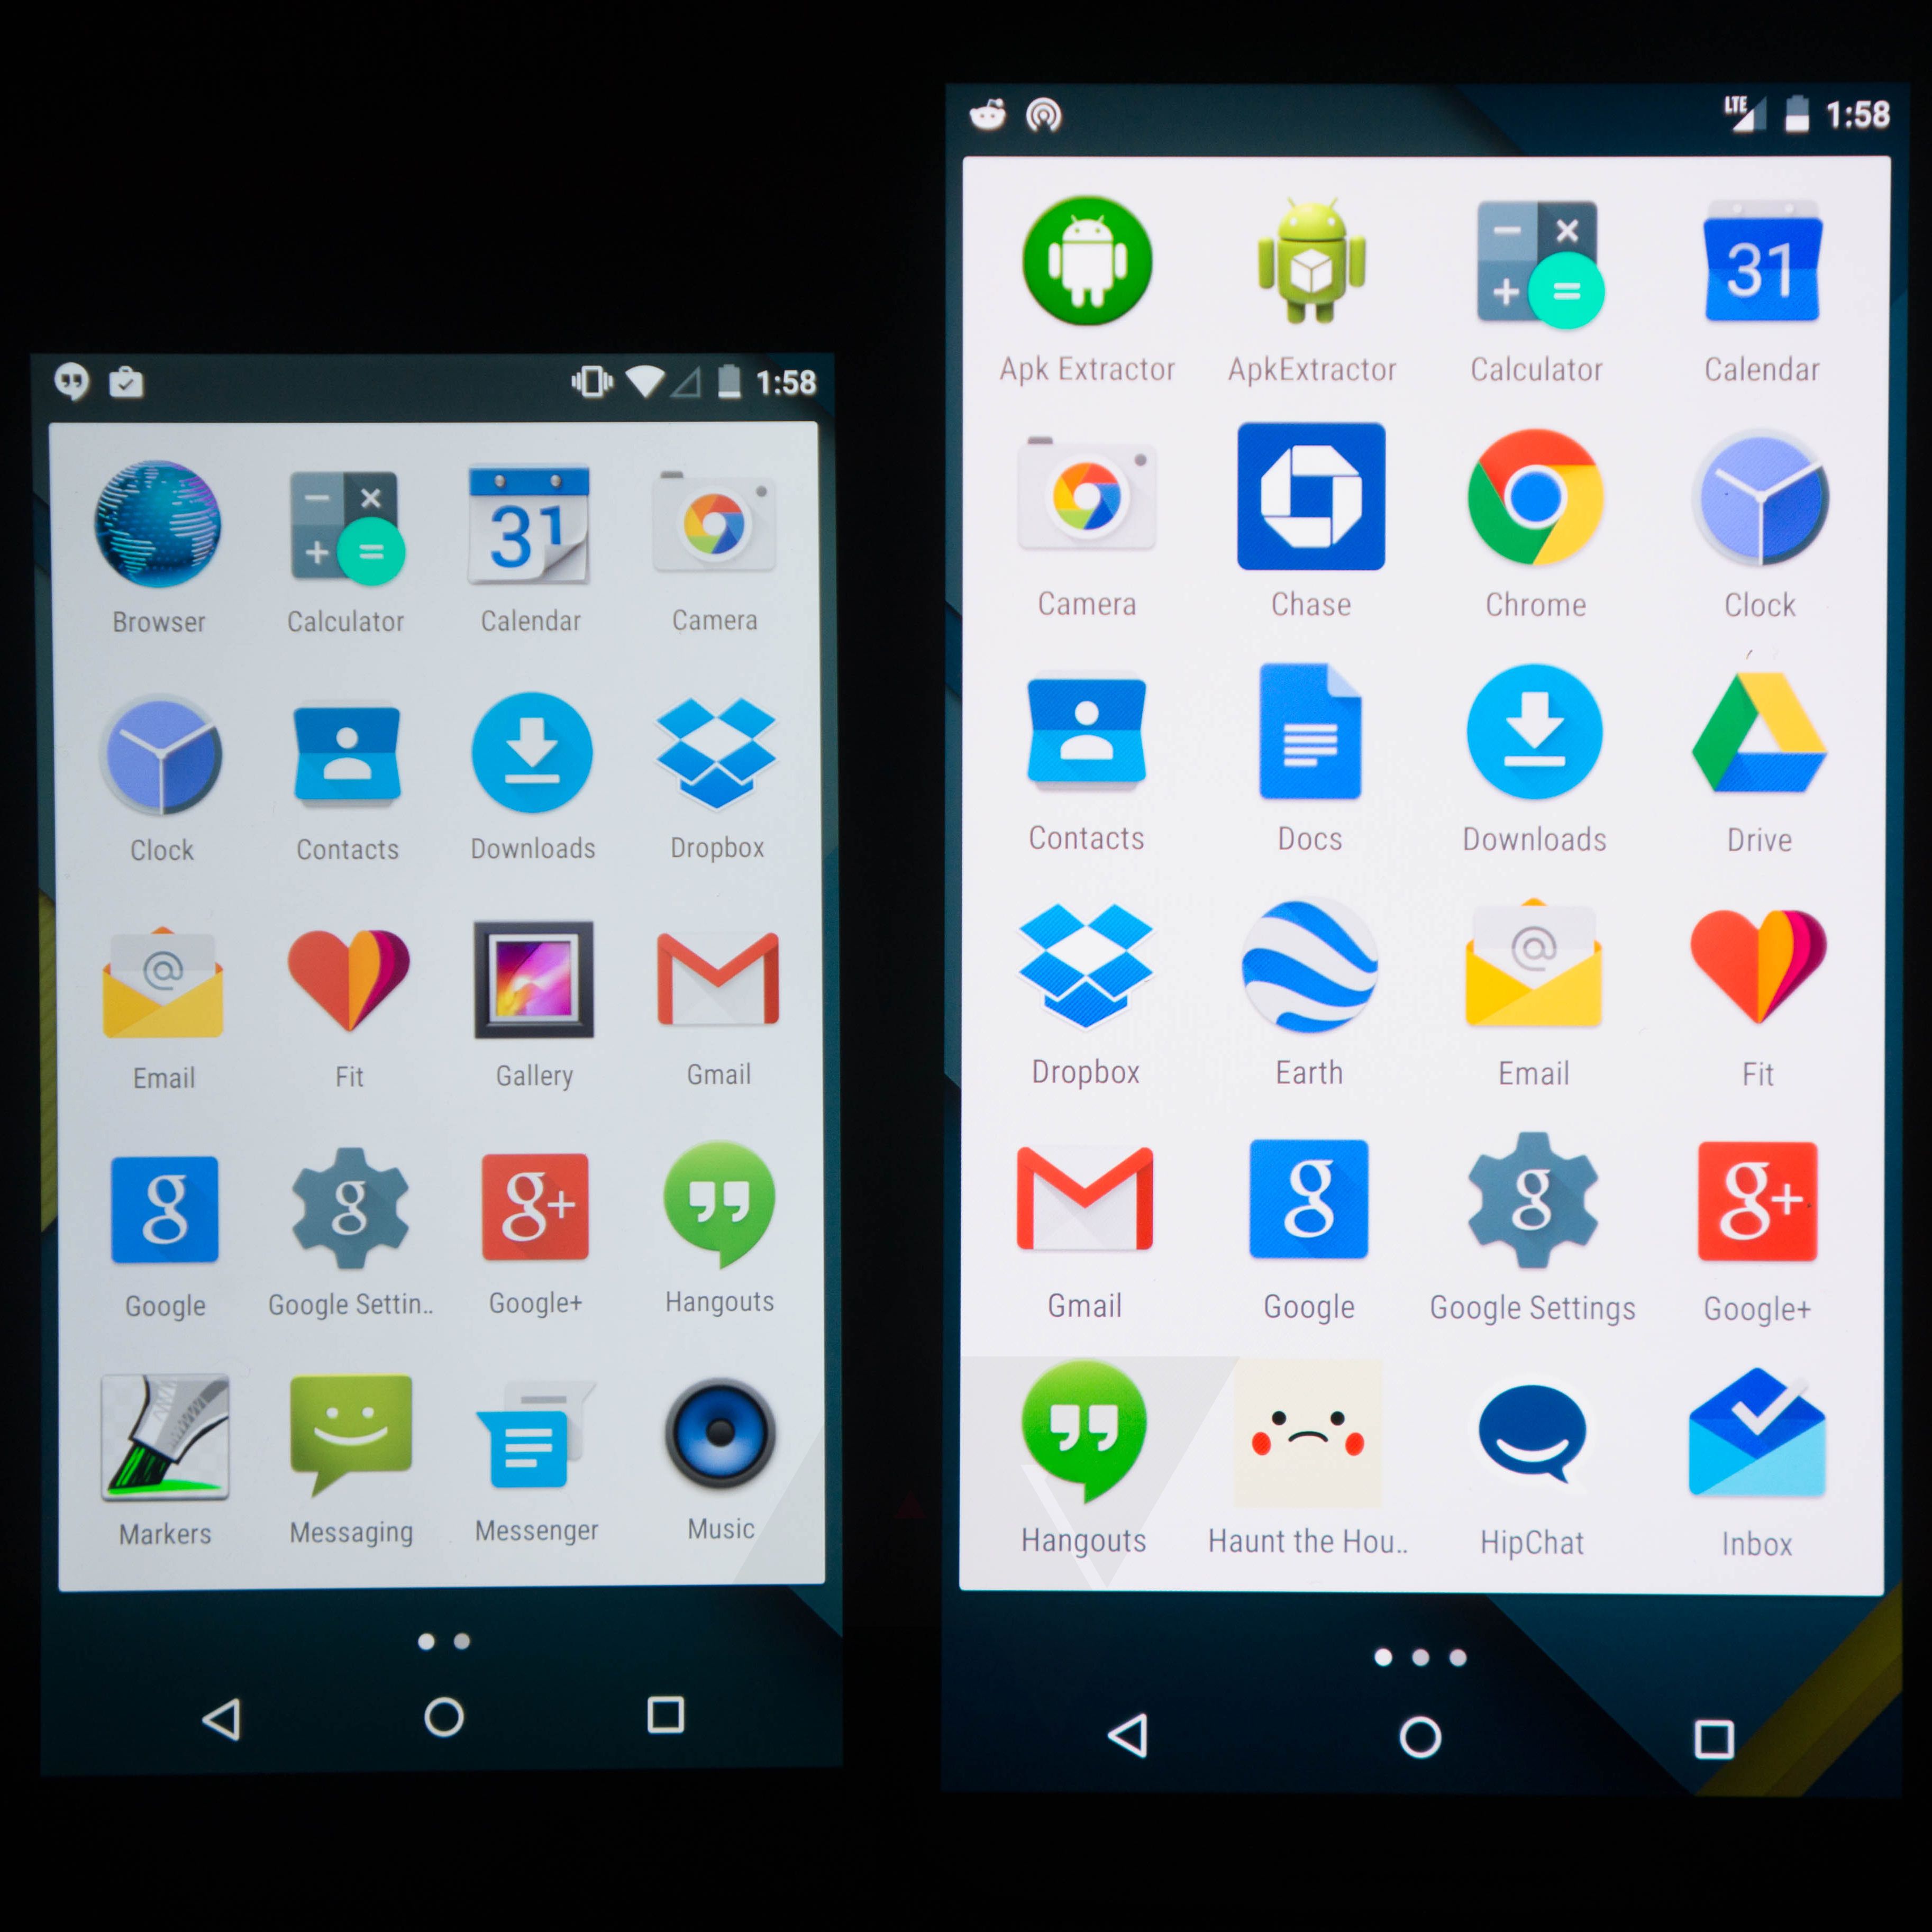 1:58
31
Browser Calculator Calendar Camera
Clock Contacts Downloads Dropbox
@
Email Fit Gallery Gmail
g g g+
Google Google Settin.. Google+ Hangouts
Markers Messaging Messenger Music
LTE 1:58
31
Apk Extractor ApkExtractor Calculator Calendar
Camera Chase Chrome Clock
Contacts Docs Downloads Drive
@
Dropbox Earth Email Fit
g g g+
Gmail Google Google Settings Google+
Hangouts Haunt the Hou.. HipChat Inbox